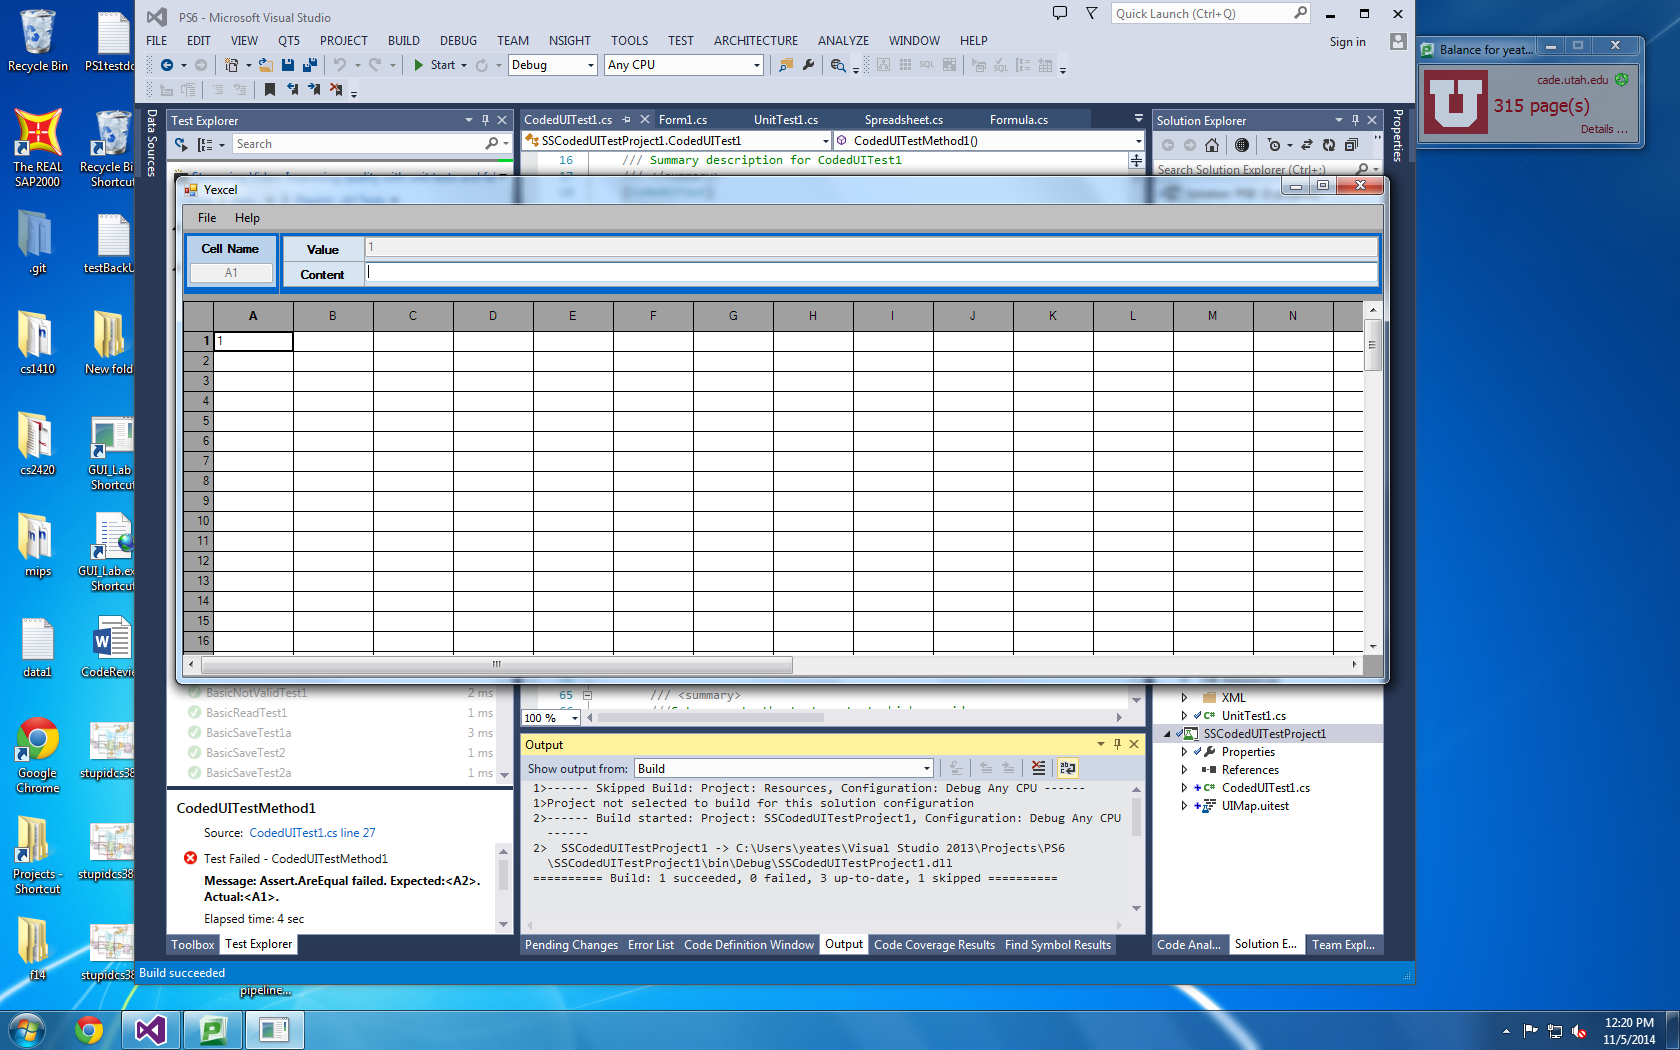 Recycle Bin
PS1testdo
The REAL SAP2000
Recycle Bi
Shortcut
.git
testBackU
cs1410
New fold
cs2420
GUI_Lab
Shortcut
mips
GUI_Lab.ex
Shortcut
data1
CodeRevie
Google Chrome
stupidcs38
Projects - Shortcut
stupidcs38
f14
stupidcs38
pipeline...
PS6 - Microsoft Visual Studio
Quick Launch (Ctrl+Q)
FILE EDIT VIEW QT5 PROJECT BUILD DEBUG TEAM NSIGHT TOOLS TEST ARCHITECTURE ANALYZE WINDOW HELP
Sign in
Start Debug Any CPU
Data Sources
Test Explorer
Search
CodedUITest1.cs Form1.cs UnitTest1.cs Spreadsheet.cs Formula.cs
SSCodedUITestProject1.CodedUITest1 CodedUITestMethod1()
16 /// Summary description for CodedUITest1
Solution Explorer
Search Solution Explorer (Ctrl+;)
Properties
Balance for yeat...
cade.utah.edu
U
315 page(s)
Details ...
Yexcel
File Help
Cell Name Value 1
A1 Content
A B C D E F G H I J K L M N
1 1
2
3
4
5
6
7
8
9
10
11
12
13
14
15
16
BasicNotValidTest1 2 ms
BasicReadTest1 1 ms
BasicSaveTest1a 3 ms
BasicSaveTest2 1 ms
BasicSaveTest2a 1 ms
65 /// <summary>
100 %
CodedUITestMethod1
Source: CodedUITest1.cs line 27
Test Failed - CodedUITestMethod1
Message: Assert.AreEqual failed. Expected:<A2>.
Actual:<A1>.
Elapsed time: 4 sec
Toolbox Test Explorer
Output
Show output from: Build
1>------ Skipped Build: Project: Resources, Configuration: Debug Any CPU ------
1>Project not selected to build for this solution configuration
2>------ Build started: Project: SSCodedUITestProject1, Configuration: Debug Any CPU
------
2> SSCodedUITestProject1 -> C:\Users\yeates\Visual Studio 2013\Projects\PS6
\SSCodedUITestProject1\bin\Debug\SSCodedUITestProject1.dll
========== Build: 1 succeeded, 0 failed, 3 up-to-date, 1 skipped ==========
Pending Changes Error List Code Definition Window Output Code Coverage Results Find Symbol Results
XML
UnitTest1.cs
SSCodedUITestProject1
Properties
References
CodedUITest1.cs
UIMap.uitest
Code Anal... Solution E... Team Expl...
Build succeeded
12:20 PM
11/5/2014